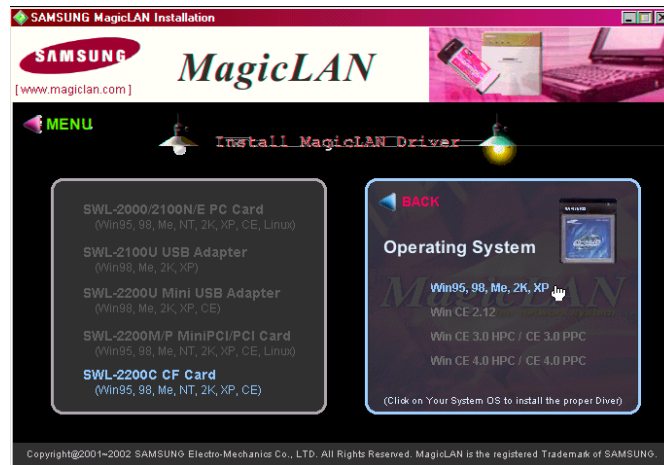 SAMSUNG MagicLAN Installation
SAMSUNG
[www.magiclan.com]
MagicLAN
MENU
Install MagicLAN Driver
SWL-2000/2100N/E PC Card
(Win95, 98, Me, NT, 2K, XP, CE, Linux)
SWL-2100U USB Adapter
(Win98, Me, 2K, XP)
SWL-2200U Mini USB Adapter
(Win98, Me, 2K, XP, CE)
SWL-2200M/P MiniPCI/PCI Card
(Win95, 98, Me, NT, 2K, XP, CE, Linux)
SWL-2200C CF Card
(Win95, 98, Me, NT, 2K, XP, CE)
BACK
SAMSUNG
Operating System
MagicLAN
Win95, 98, Me, 2K, XP
Win CE 2.12
Win CE 3.0 HPC / CE 3.0 PPC
Win CE 4.0 HPC / CE 4.0 PPC
(Click on Your System OS to install the proper Diver)
Copyright@2001~2002 SAMSUNG Electro-Mechanics Co., LTD. All Rights Reserved. MagicLAN is the registered Trademark of SAMSUNG.